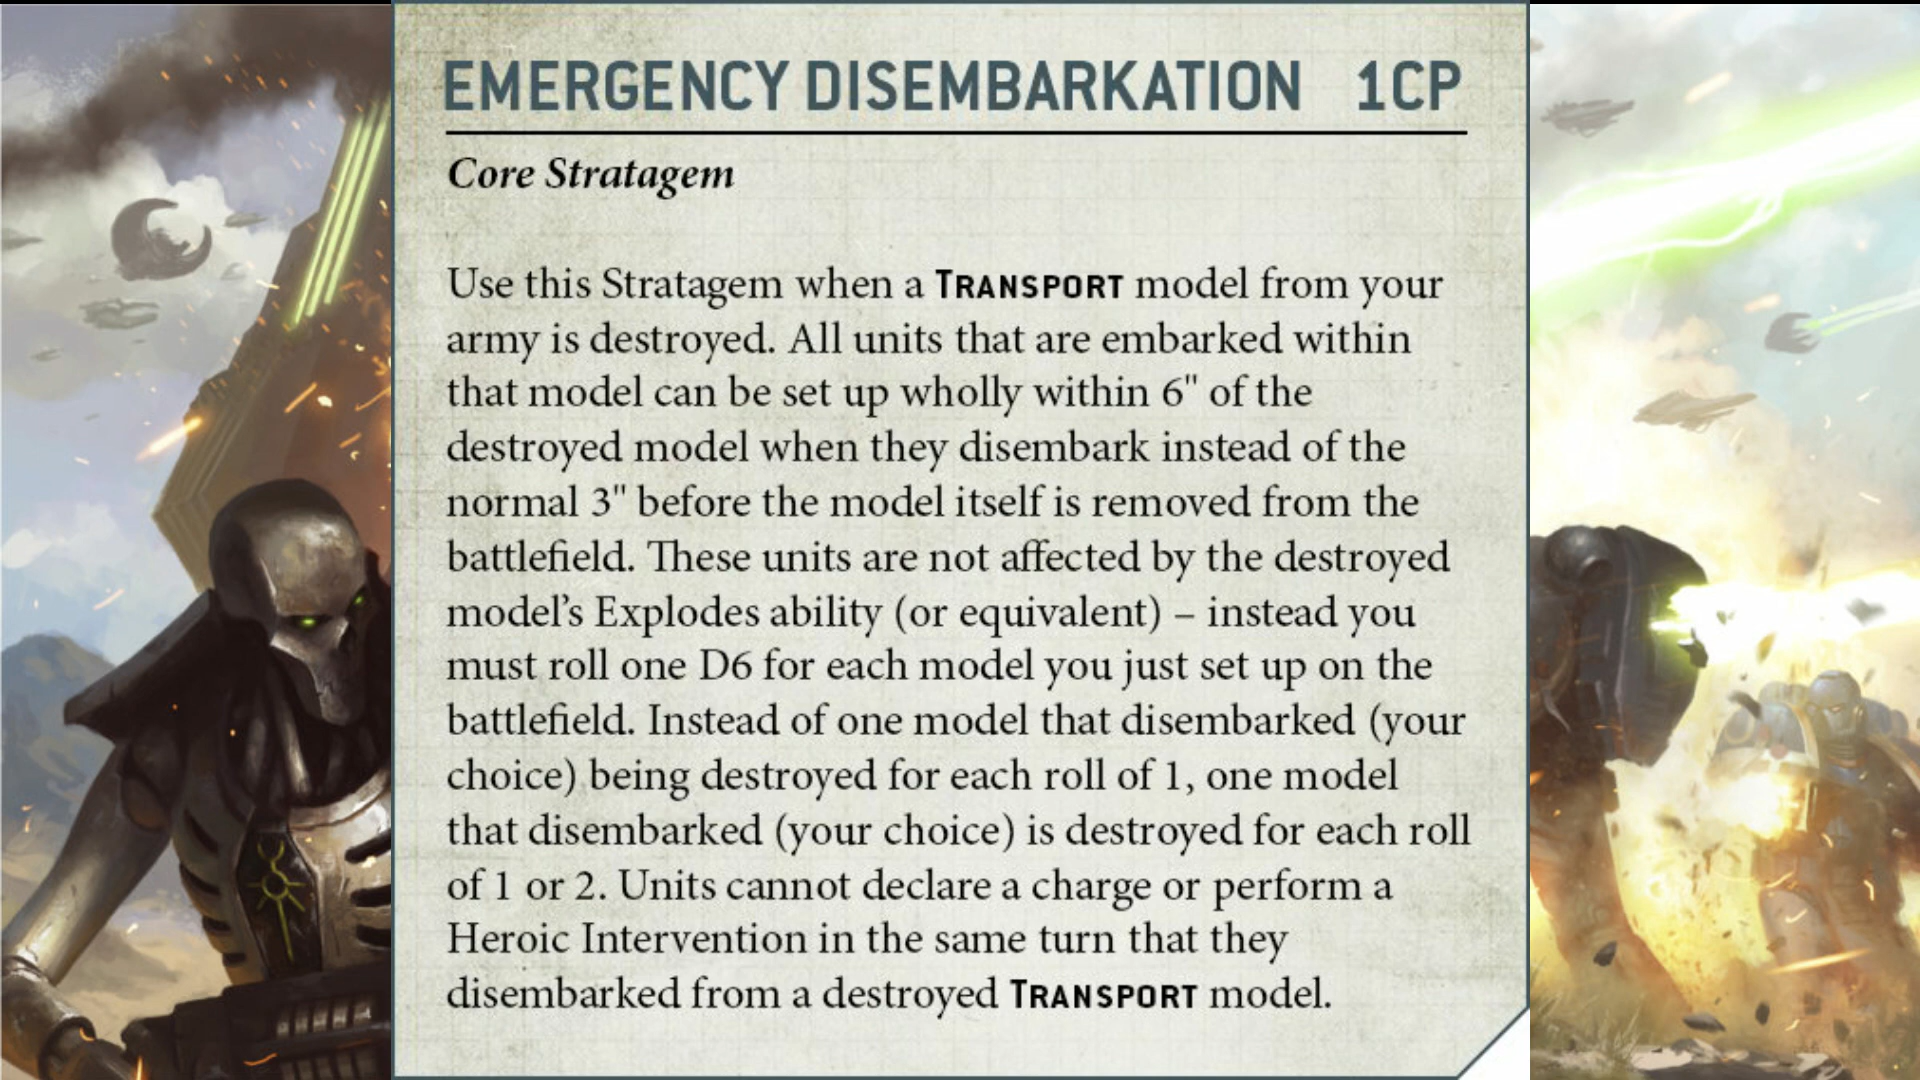 EMERGENCY DISEMBARKATION 1CP
Core Stratagem
Use this Stratagem when a TRANSPORT model from your
army is destroyed. All units that are embarked within
that model can be set up wholly within 6" of the
destroyed model when they disembark instead of the
normal 3" before the model itself is removed from the
battlefield. These units are not affected by the destroyed
model’s Explodes ability (or equivalent) – instead you
must roll one D6 for each model you just set up on the
battlefield. Instead of one model that disembarked (your
choice) being destroyed for each roll of 1, one model
that disembarked (your choice) is destroyed for each roll
of 1 or 2. Units cannot declare a charge or perform a
Heroic Intervention in the same turn that they
disembarked from a destroyed TRANSPORT model.